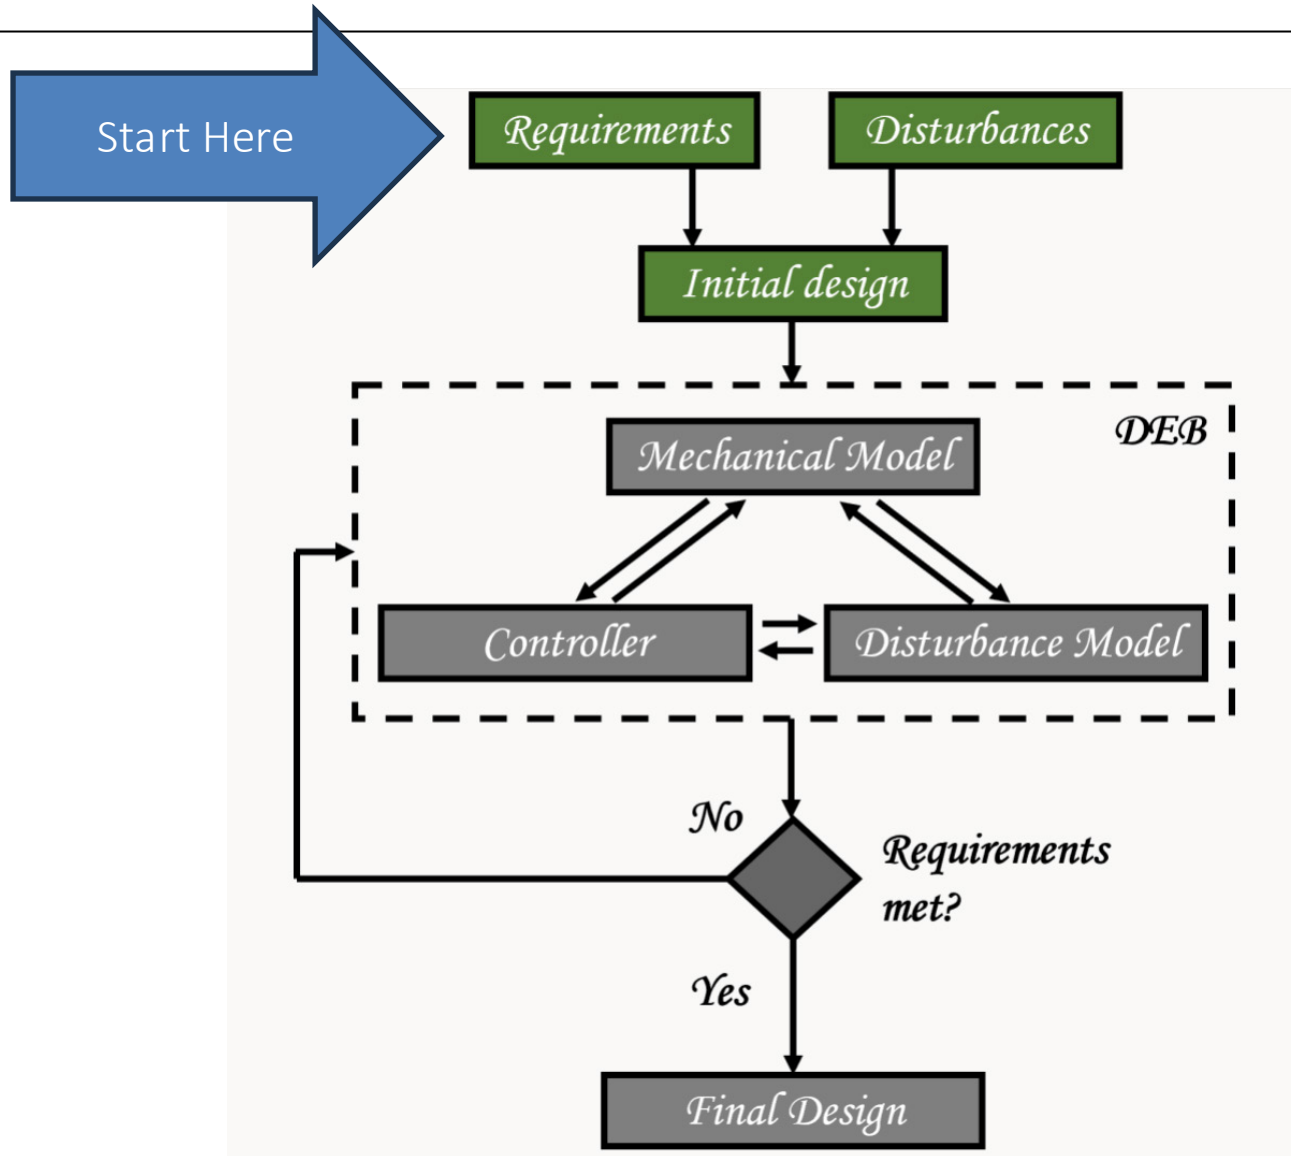 Start Here
Requirements
Disturbances
Initial design
DEB
Mechanical Model
Controller
Disturbance Model
No
Requirements
met?
Yes
Final Design